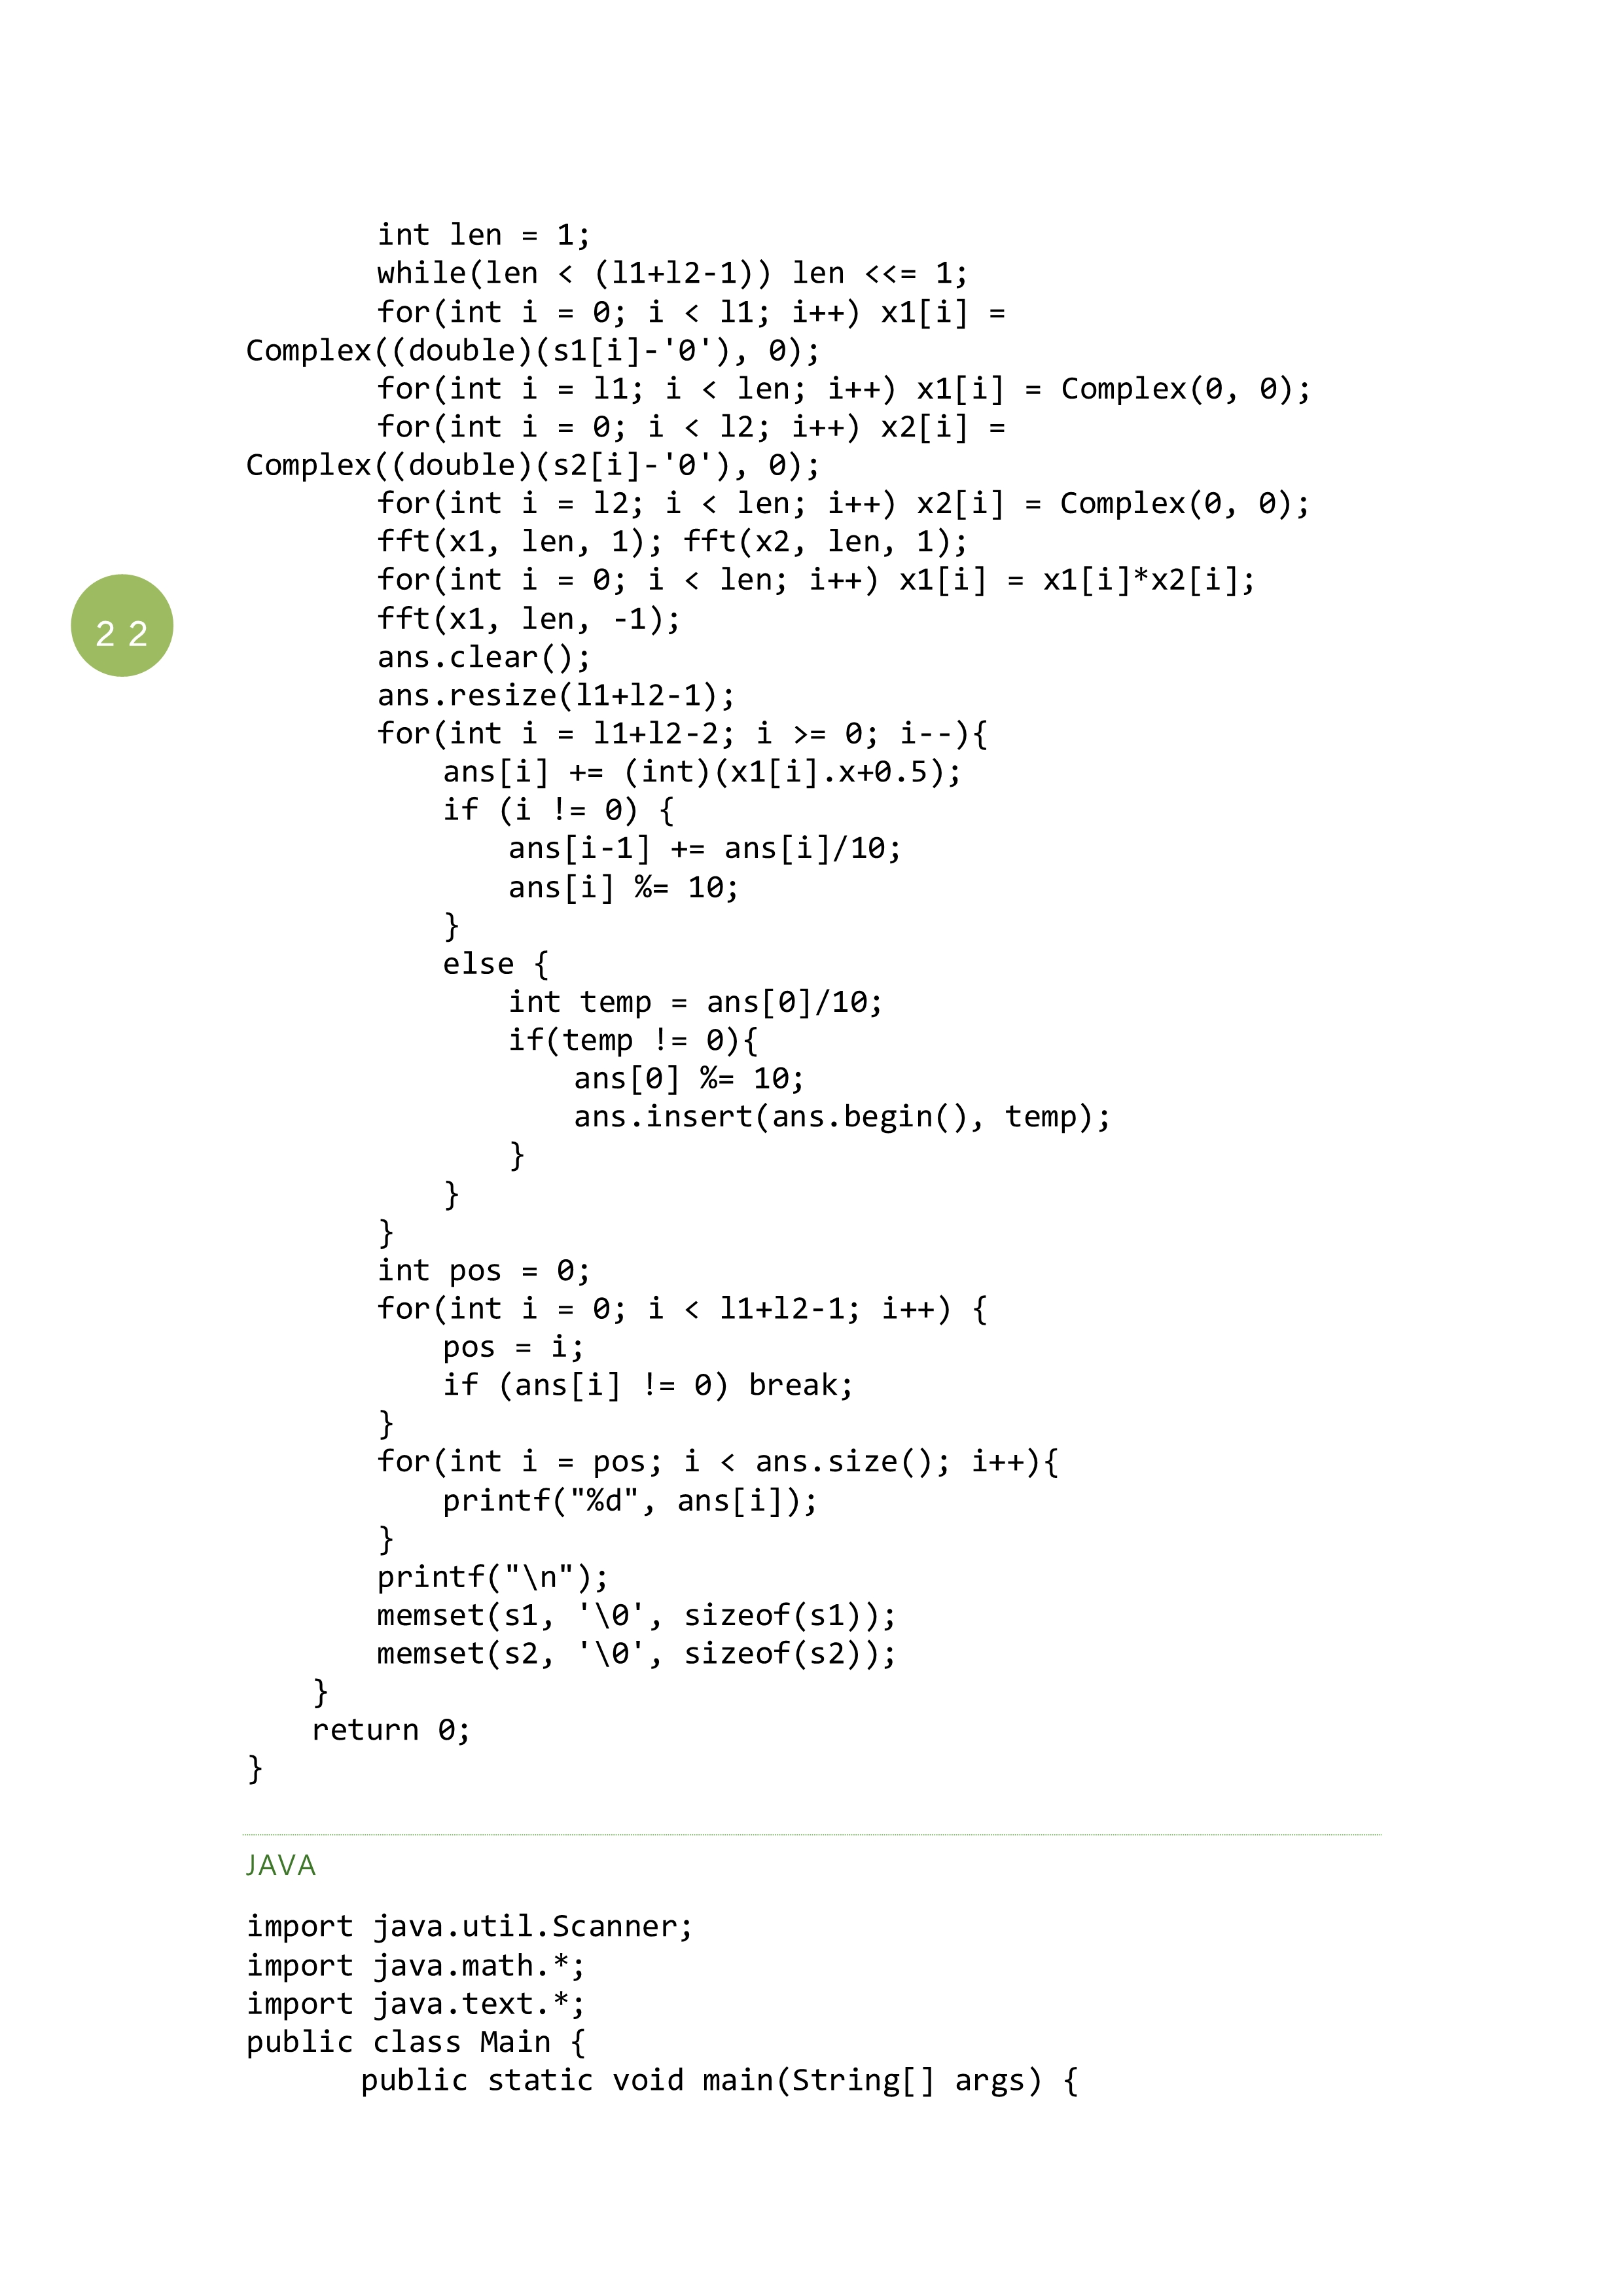 int len = 1;
        while(len < (l1+l2-1)) len <<= 1;
        for(int i = 0; i < l1; i++) x1[i] =
Complex((double)(s1[i]-'0'), 0);
        for(int i = l1; i < len; i++) x1[i] = Complex(0, 0);
        for(int i = 0; i < l2; i++) x2[i] =
Complex((double)(s2[i]-'0'), 0);
        for(int i = l2; i < len; i++) x2[i] = Complex(0, 0);
        fft(x1, len, 1); fft(x2, len, 1);
        for(int i = 0; i < len; i++) x1[i] = x1[i]*x2[i];
22
        fft(x1, len, -1);
        ans.clear();
        ans.resize(l1+l2-1);
        for(int i = l1+l2-2; i >= 0; i--){
            ans[i] += (int)(x1[i].x+0.5);
            if (i != 0) {
                ans[i-1] += ans[i]/10;
                ans[i] %= 10;
            }
            else {
                int temp = ans[0]/10;
                if(temp != 0){
                    ans[0] %= 10;
                    ans.insert(ans.begin(), temp);
                }
            }
        }
        int pos = 0;
        for(int i = 0; i < l1+l2-1; i++) {
            pos = i;
            if (ans[i] != 0) break;
        }
        for(int i = pos; i < ans.size(); i++){
            printf("%d", ans[i]);
        }
        printf("\n");
        memset(s1, '\0', sizeof(s1));
        memset(s2, '\0', sizeof(s2));
    }
    return 0;
}
JAVA
import java.util.Scanner;
import java.math.*;
import java.text.*;
public class Main {
       public static void main(String[] args) {